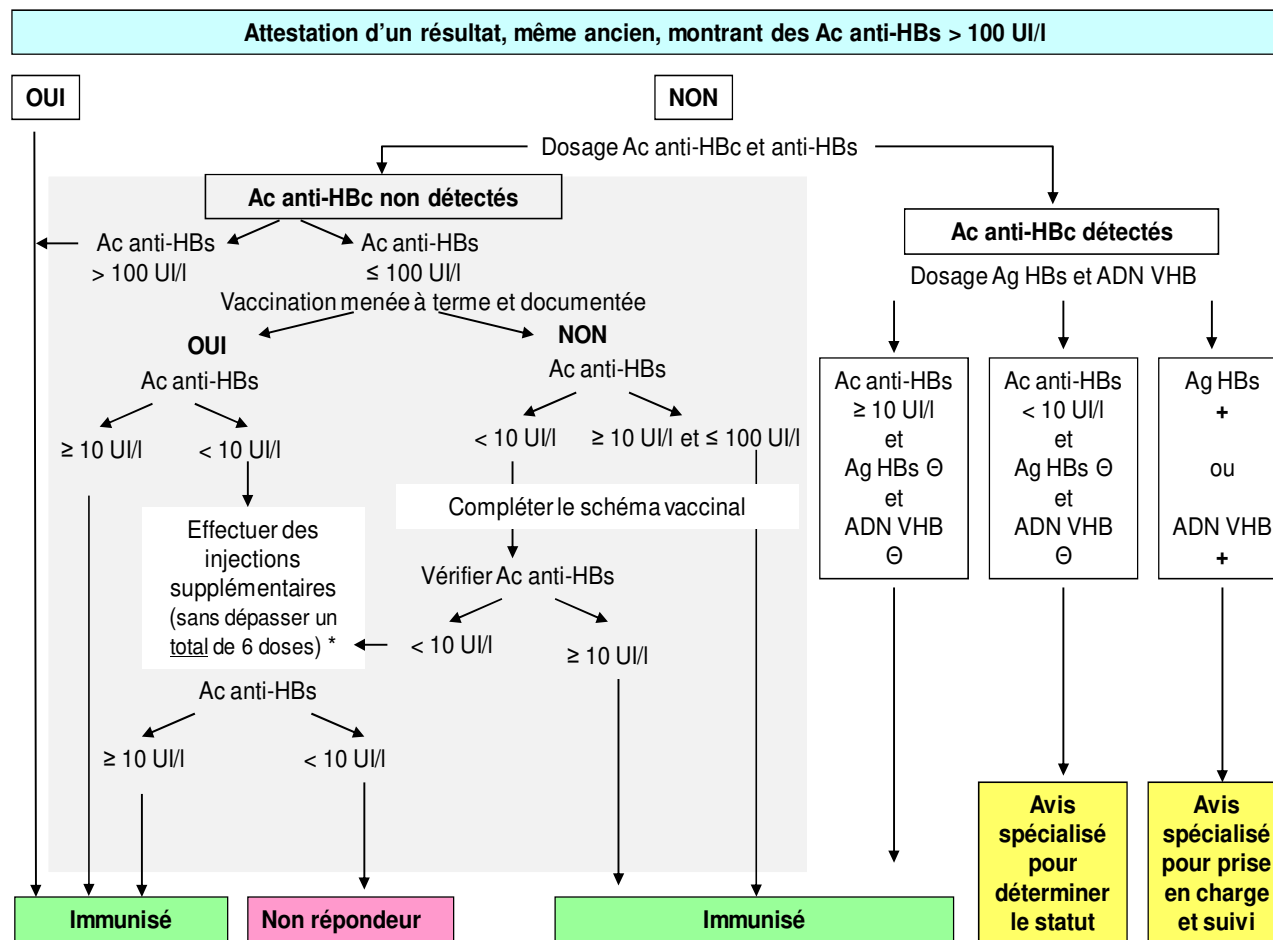 Attestation d’un résultat, même ancien, montrant des Ac anti-HBs > 100 UI/l
OUI
NON
Dosage Ac anti-HBc et anti-HBs
Ac anti-HBc non détectés
Ac anti-HBs
> 100 UI/l
Ac anti-HBs
≤ 100 UI/l
Vaccination menée à terme et documentée
OUI
Ac anti-HBs
≥ 10 UI/l
< 10 UI/l
NON
Ac anti-HBs
< 10 UI/l
≥ 10 UI/l et ≤ 100 UI/l
Effectuer des
injections
supplémentaires
(sans dépasser un
total de 6 doses) *
Compléter le schéma vaccinal
Vérifier Ac anti-HBs
< 10 UI/l
≥ 10 UI/l
Ac anti-HBs
≥ 10 UI/l
< 10 UI/l
Ac anti-HBc détectés
Dosage Ag HBs et ADN VHB
Ac anti-HBs
≥ 10 UI/l
et
Ag HBs Θ
et
ADN VHB
Θ
Ac anti-HBs
< 10 UI/l
et
Ag HBs Θ
et
ADN VHB
Θ
Ag HBs
+
ou
ADN VHB
+
Immunisé
Non répondeur
Immunisé
Avis
spécialisé
pour
déterminer
le statut
Avis
spécialisé
pour prise
en charge
et suivi